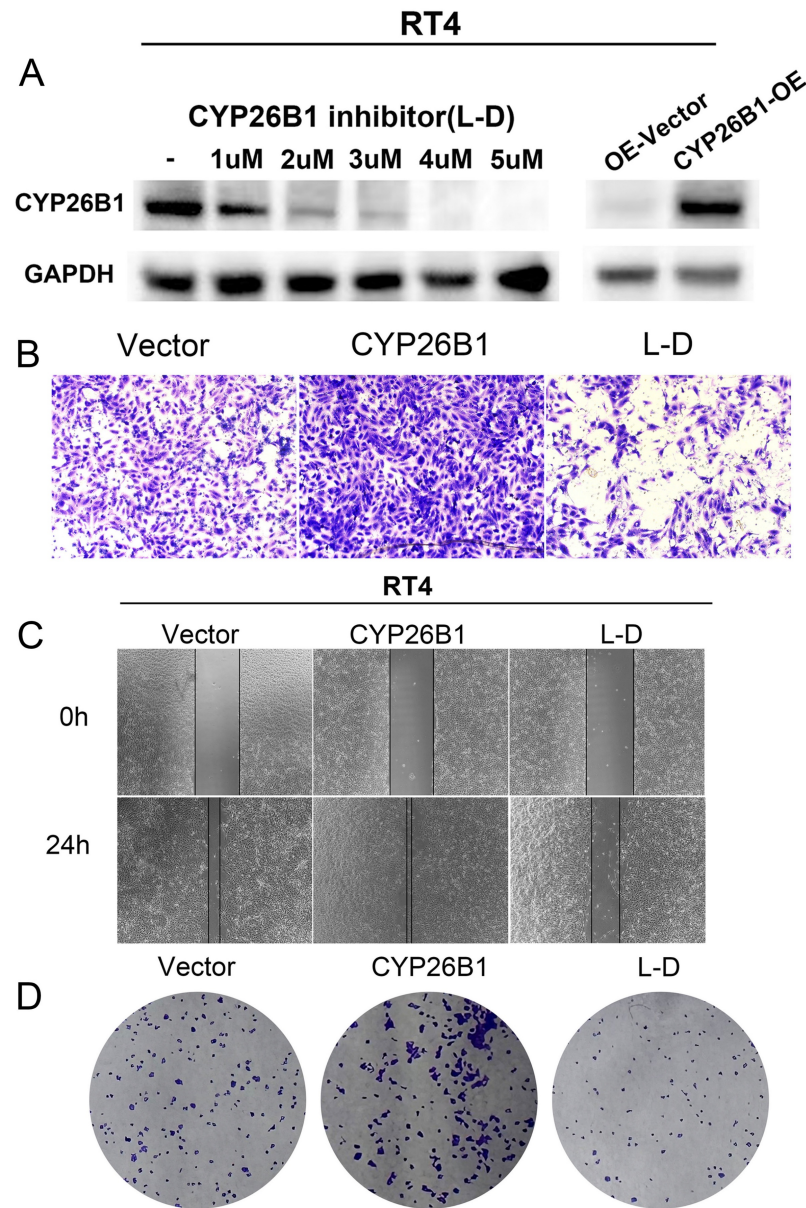 RT4
A
CYP26B1 inhibitor(L-D)
- 1uM 2uM 3uM 4uM 5uM
OE-Vector CYP26B1-OE
CYP26B1
GAPDH
B
Vector CYP26B1 L-D
RT4
C
Vector CYP26B1 L-D
0h
24h
D
Vector CYP26B1 L-D